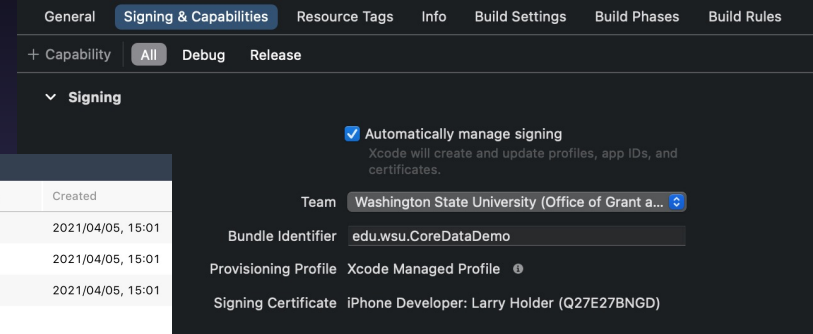 General Signing & Capabilities Resource Tags Info Build Settings Build Phases Build Rules
+ Capability All Debug Release
Signing
Automatically manage signing
Xcode will create and update profiles, app IDs, and
certificates.
Team Washington State University (Office of Grant a...
Bundle Identifier edu.wsu.CoreDataDemo
Provisioning Profile Xcode Managed Profile
Signing Certificate iPhone Developer: Larry Holder (Q27E27BNGD)
Created
2021/04/05, 15:01
2021/04/05, 15:01
2021/04/05, 15:01